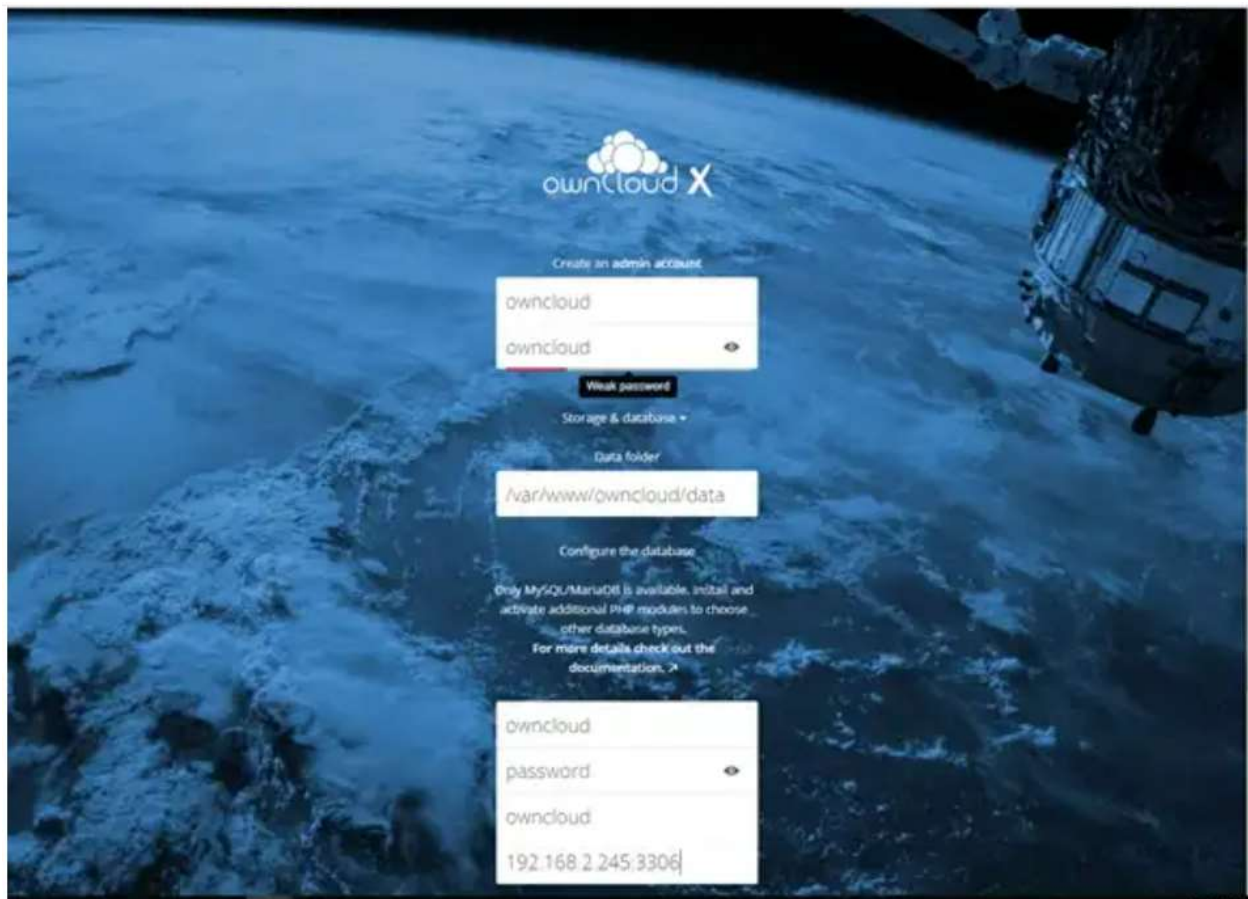 ownCloud X
Create an admin account
owncloud
owncloud
Weak password
Storage & database
Data folder
/var/www/owncloud/data
Configure the database
Only MySQL/MariaDB is available. Install and
activate additional PHP modules to choose
other database types.
For more details check out the
documentation. ↗
owncloud
password
owncloud
192.168.2.245:3306